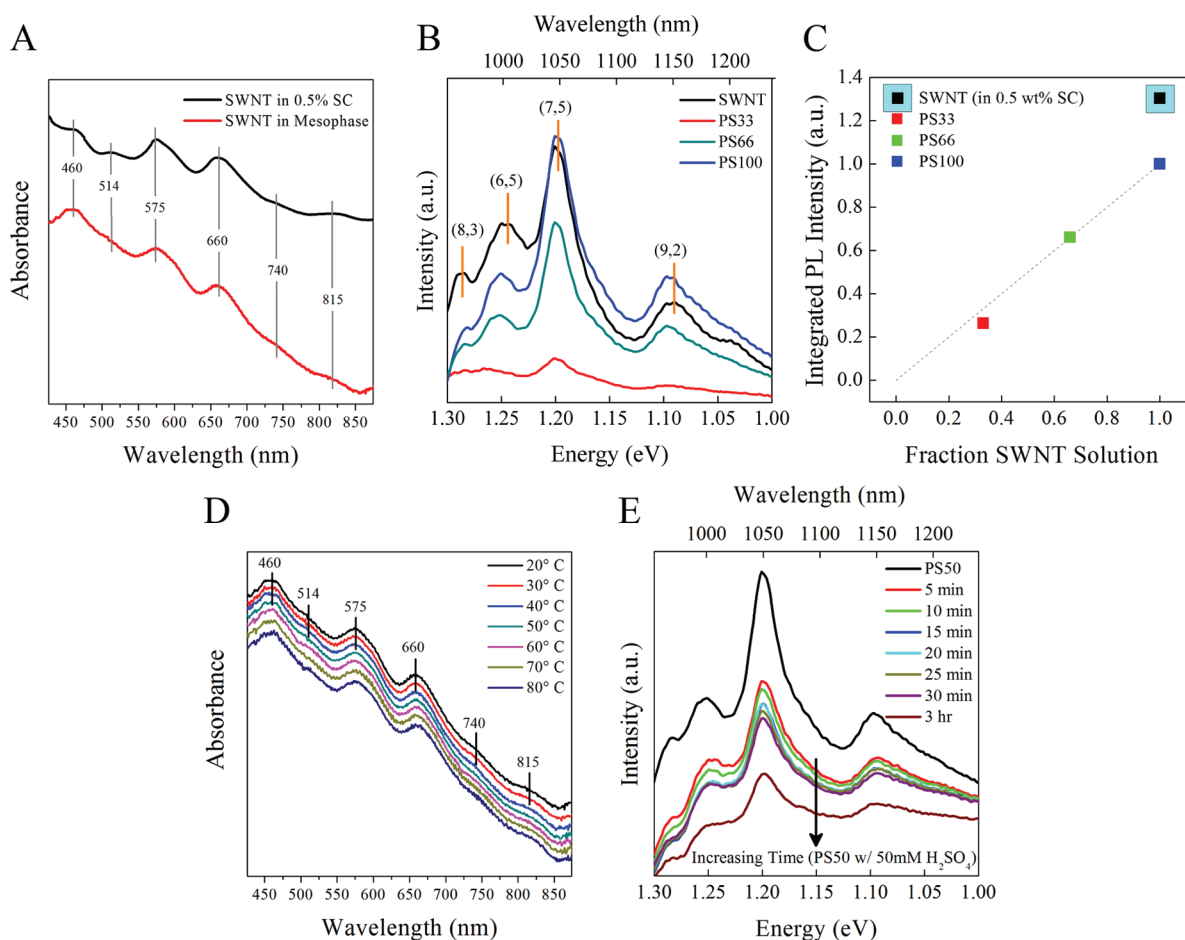 A
SWNT in 0.5% SC
SWNT in Mesophase
460
514
575
660
740
815
Absorbance
450 500 550 600 650 700 750 800 850
Wavelength (nm)
B
Wavelength (nm)
1000 1050 1100 1150 1200
(7,5)
SWNT
PS33
PS66
PS100
(6,5)
(8,3)
(9,2)
Intensity (a.u.)
1.30 1.25 1.20 1.15 1.10 1.05 1.00
Energy (eV)
C
1.4
1.2
1.0
0.8
0.6
0.4
0.2
0.0
SWNT (in 0.5 wt% SC)
PS33
PS66
PS100
Integrated PL Intensity (a.u.)
0.0 0.2 0.4 0.6 0.8 1.0
Fraction SWNT Solution
D
460
514
575
660
740
815
20° C
30° C
40° C
50° C
60° C
70° C
80° C
Absorbance
450 500 550 600 650 700 750 800 850
Wavelength (nm)
E
Wavelength (nm)
1000 1050 1100 1150 1200
PS50
5 min
10 min
15 min
20 min
25 min
30 min
3 hr
Intensity (a.u.)
Increasing Time (PS50 w/ 50mM H₂SO₄)
1.30 1.25 1.20 1.15 1.10 1.05 1.00
Energy (eV)